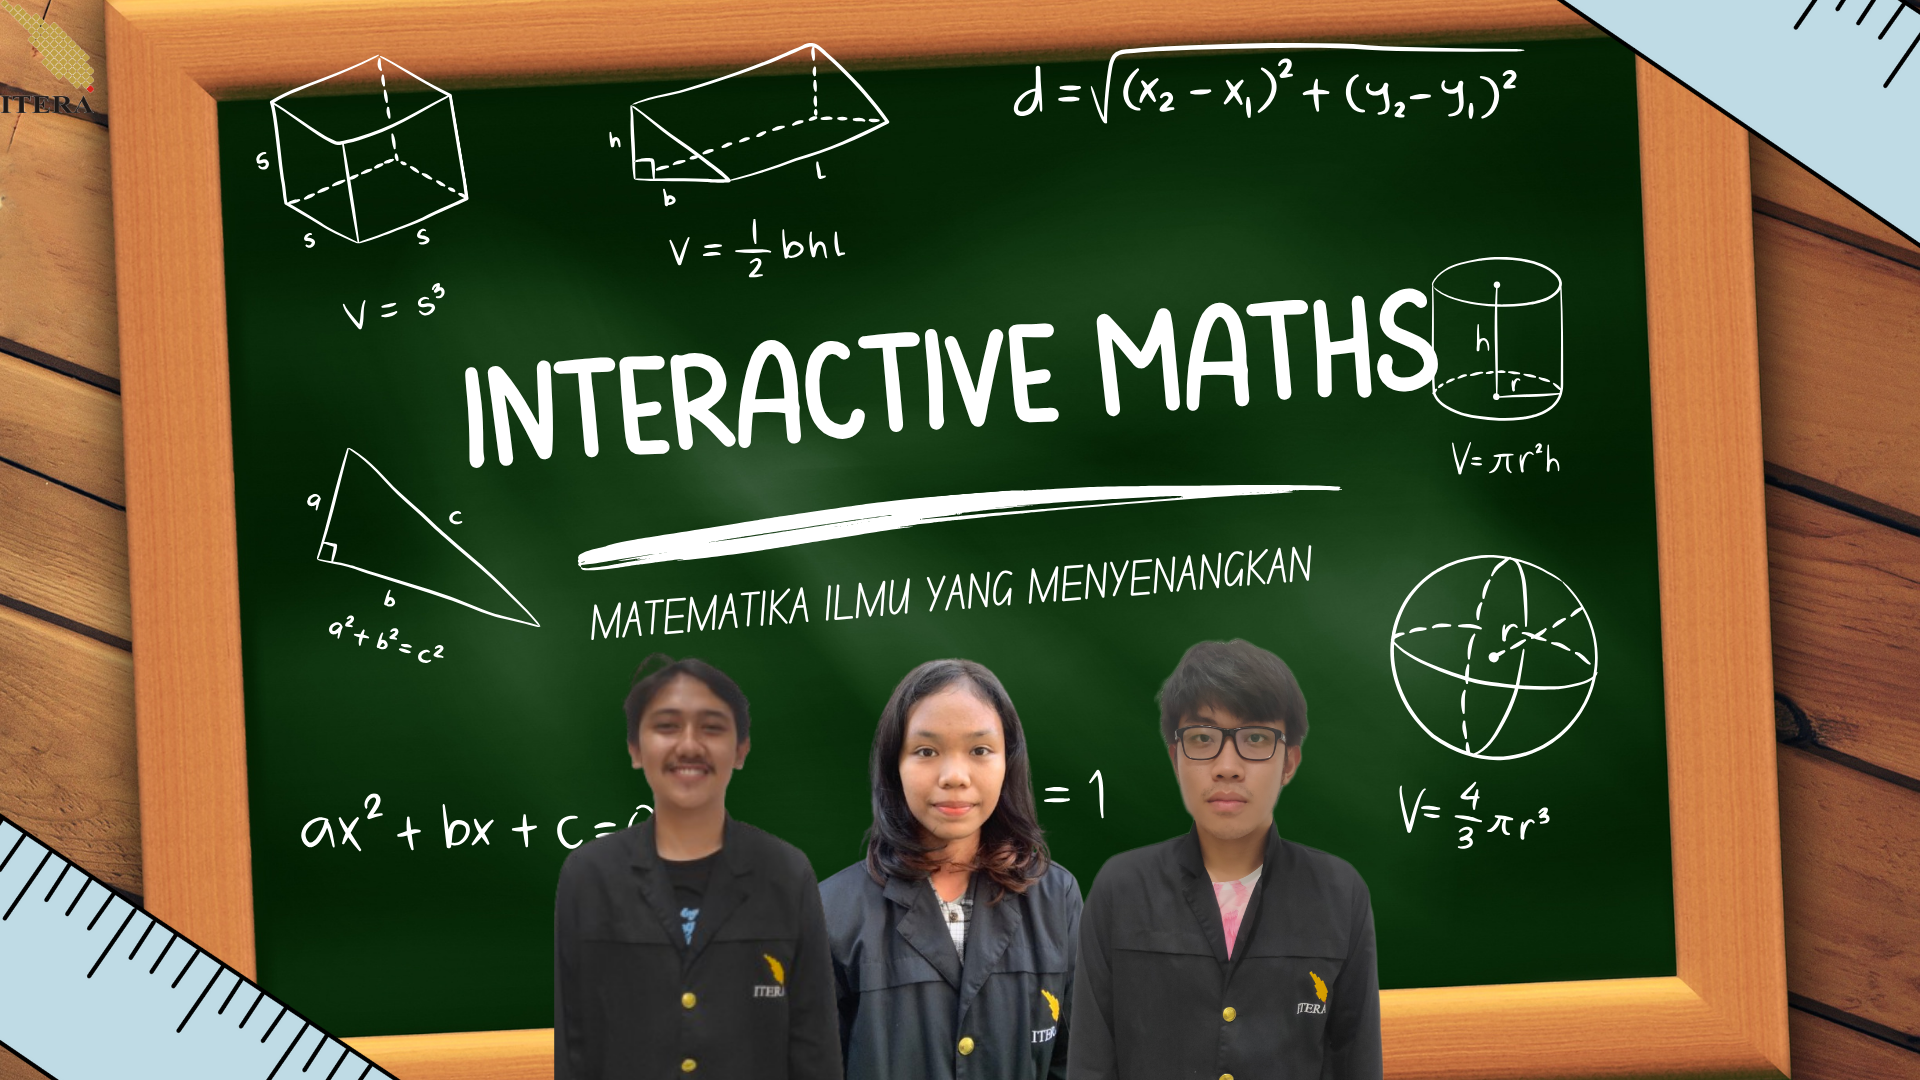 ITERA
S
S
S
V = S³
h
b
L
V = 1/2 bhl
d = √(x₂ - x₁)² + (y₂ - y₁)²
INTERACTIVE MATHS
h
r
V = πr²h
a
c
b
a² + b² = c²
MATEMATIKA ILMU YANG MENYENANGKAN
r
V = 4/3 πr³
ax² + bx + c =
= 1
ITERA
ITERA